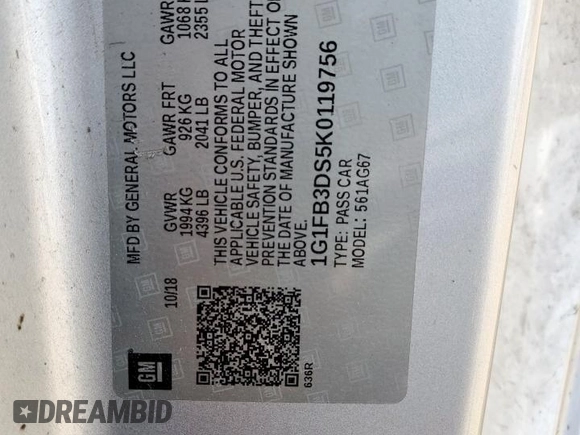 MFD BY GENERAL MOTORS LLC
10/18
GVWR GAWR FRT GAWR
1994 KG 926 KG 1068
4396 LB 2041 LB 2355
THIS VEHICLE CONFORMS TO ALL
APPLICABLE U.S. FEDERAL MOTOR
VEHICLE SAFETY, BUMPER, AND THEFT
PREVENTION STANDARDS IN EFFECT ON
THE DATE OF MANUFACTURE SHOWN
ABOVE.
1G1FB3DS5K0119756
TYPE: PASS CAR
MODEL: 561AG67
G36R
GM
DREAMBID